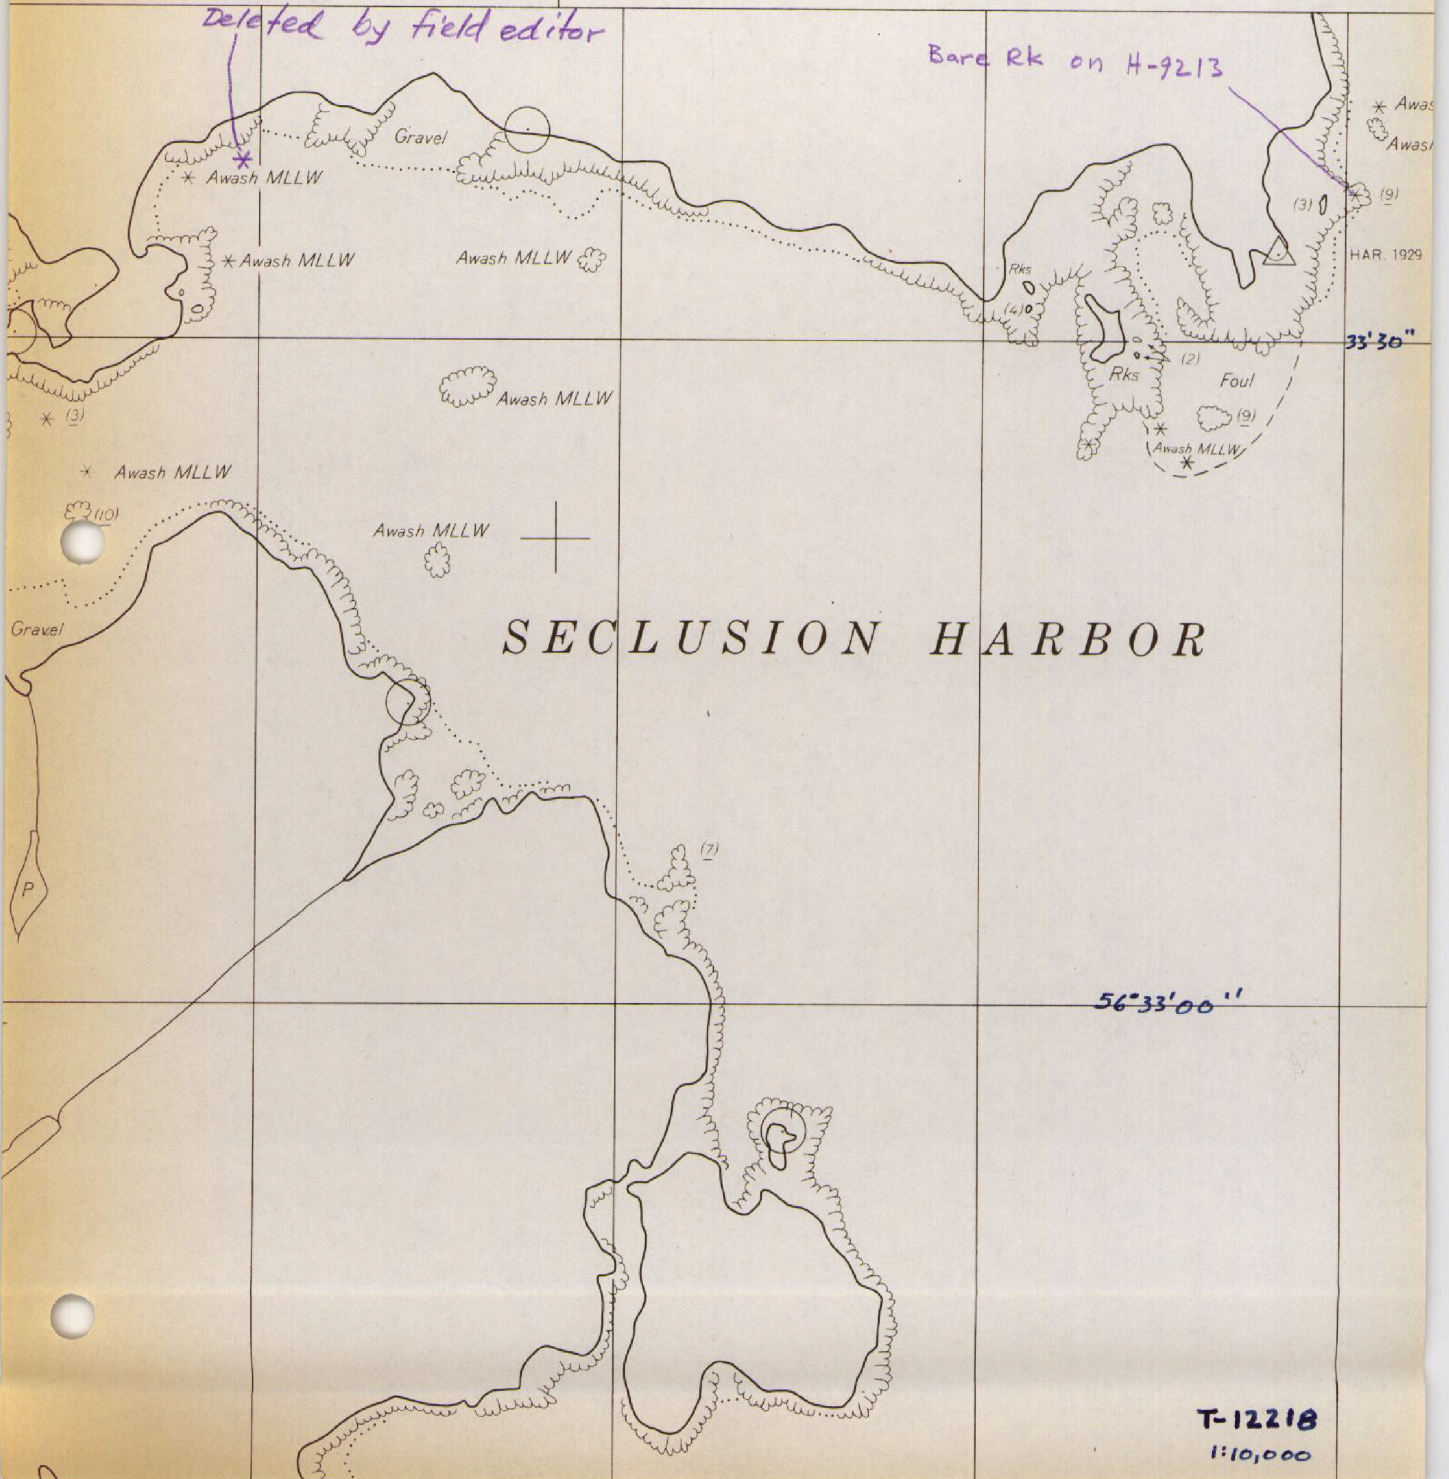 Deleted by field editor
Bare Rk on H-9213
Awas
Gravel
Awash
Awash MLLW
(3)
(9)
Awash MLLW
Awash MLLW
HAR. 1929
Rks
(4)
33'30"
(2)
Rks
Foul
Awash MLLW
(3)
(9)
Awash MLLW
Awash MLLW
(10)
Awash MLLW
Gravel
SECLUSION HARBOR
(7)
P
56°33'00"
T-12218
1:10,000